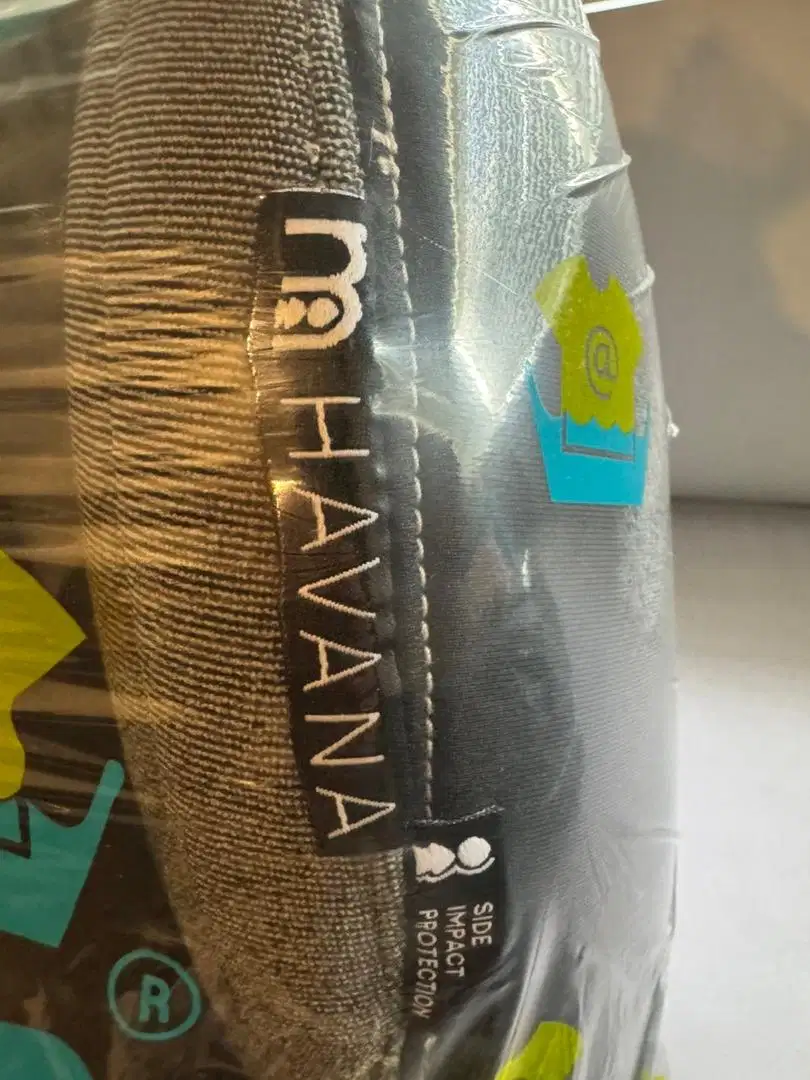 m
HAVANA
SIDE
IMPACT
PROTECTION
@
®